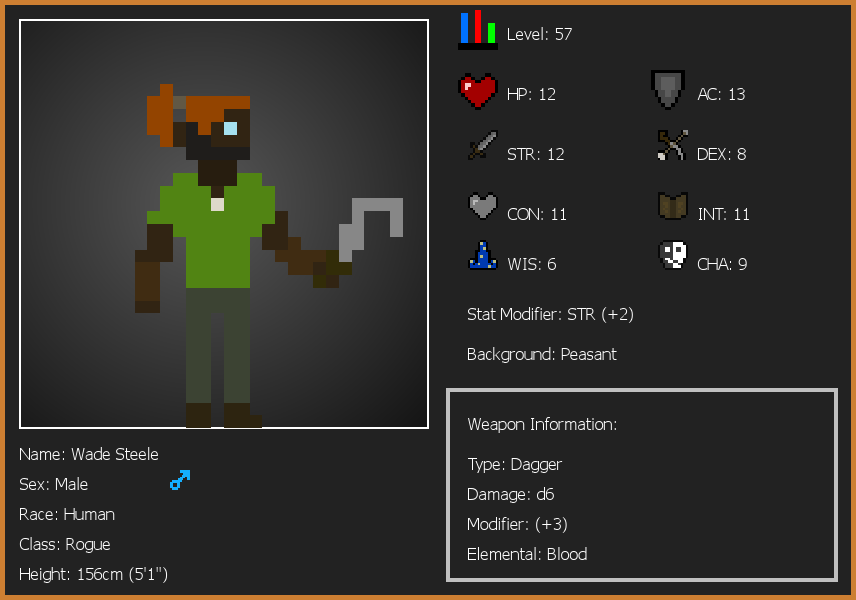 Level: 57
HP: 12
AC: 13
STR: 12
DEX: 8
CON: 11
INT: 11
WIS: 6
CHA: 9
Stat Modifier: STR (+2)
Background: Peasant
Weapon Information:
Type: Dagger
Damage: d6
Modifier: (+3)
Elemental: Blood
Name: Wade Steele
Sex: Male
Race: Human
Class: Rogue
Height: 156cm (5'1")